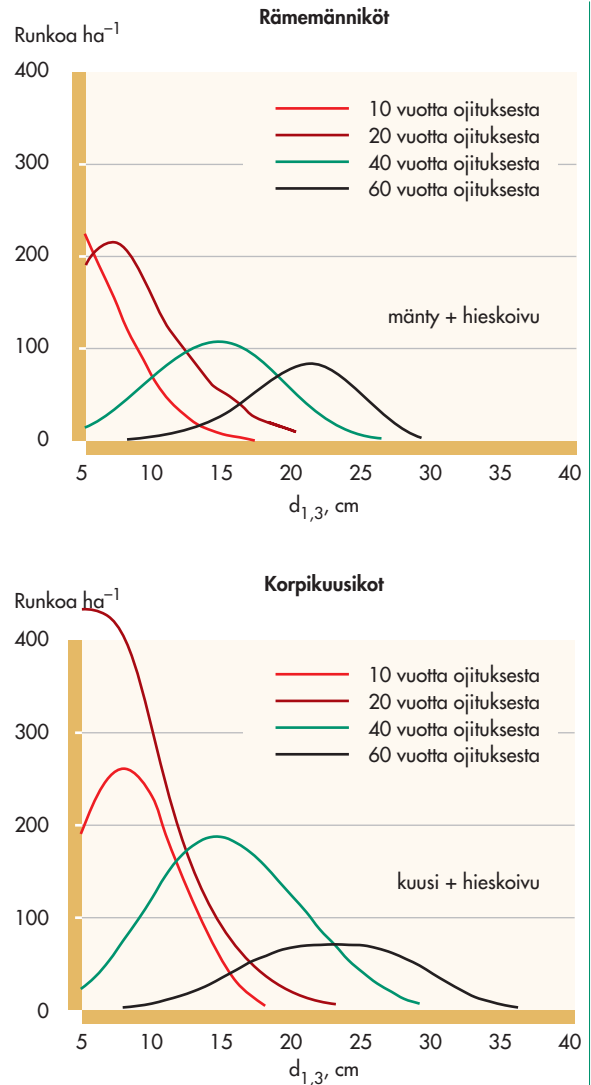 Rämemänniköt
Runkoa ha⁻¹
400
300
200
100
0
10 vuotta ojituksesta
20 vuotta ojituksesta
40 vuotta ojituksesta
60 vuotta ojituksesta
mänty + hieskoivu
5 10 15 20 25 30 35 40
d₁,₃, cm
Korpikuusikot
Runkoa ha⁻¹
400
300
200
100
0
10 vuotta ojituksesta
20 vuotta ojituksesta
40 vuotta ojituksesta
60 vuotta ojituksesta
kuusi + hieskoivu
5 10 15 20 25 30 35 40
d₁,₃, cm